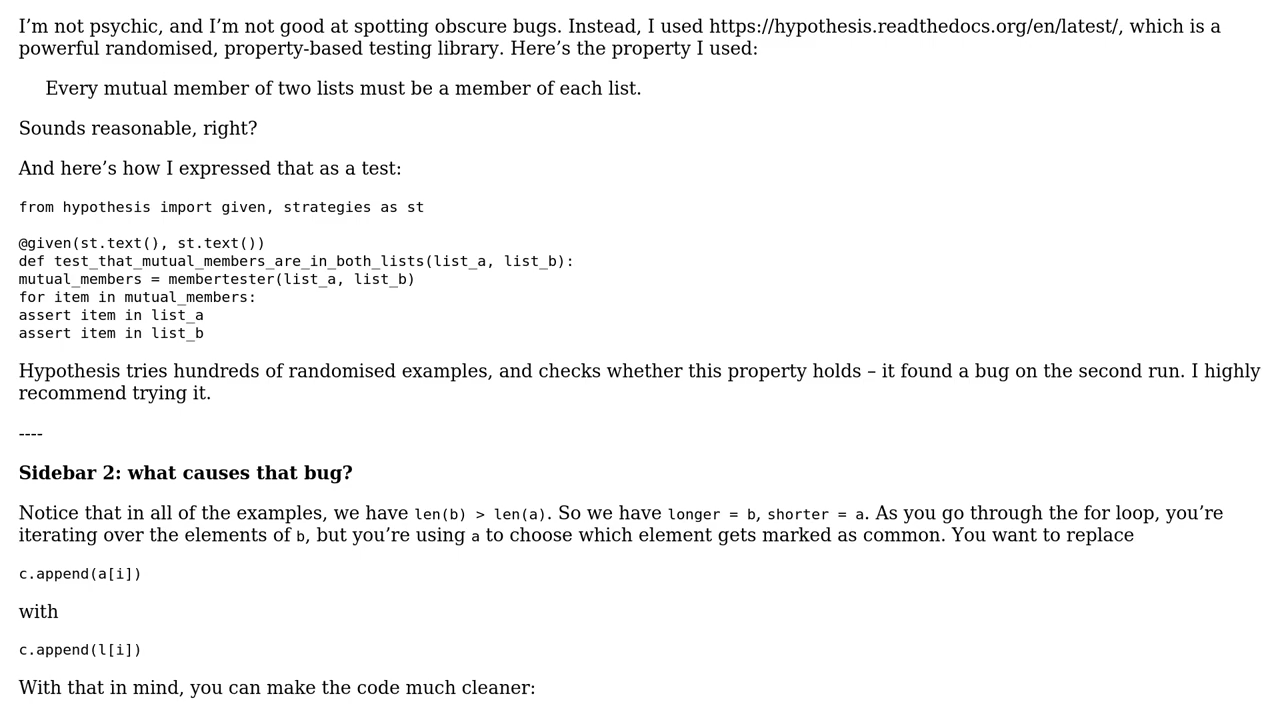 I’m not psychic, and I’m not good at spotting obscure bugs. Instead, I used https://hypothesis.readthedocs.org/en/latest/, which is a
powerful randomised, property-based testing library. Here’s the property I used:
Every mutual member of two lists must be a member of each list.
Sounds reasonable, right?
And here’s how I expressed that as a test:
from hypothesis import given, strategies as st
@given(st.text(), st.text())
def test_that_mutual_members_are_in_both_lists(list_a, list_b):
mutual_members = membertester(list_a, list_b)
for item in mutual_members:
assert item in list_a
assert item in list_b
Hypothesis tries hundreds of randomised examples, and checks whether this property holds – it found a bug on the second run. I highly
recommend trying it.
----
Sidebar 2: what causes that bug?
Notice that in all of the examples, we have len(b) > len(a). So we have longer = b, shorter = a. As you go through the for loop, you’re
iterating over the elements of b, but you’re using a to choose which element gets marked as common. You want to replace
c.append(a[i])
with
c.append(l[i])
With that in mind, you can make the code much cleaner: